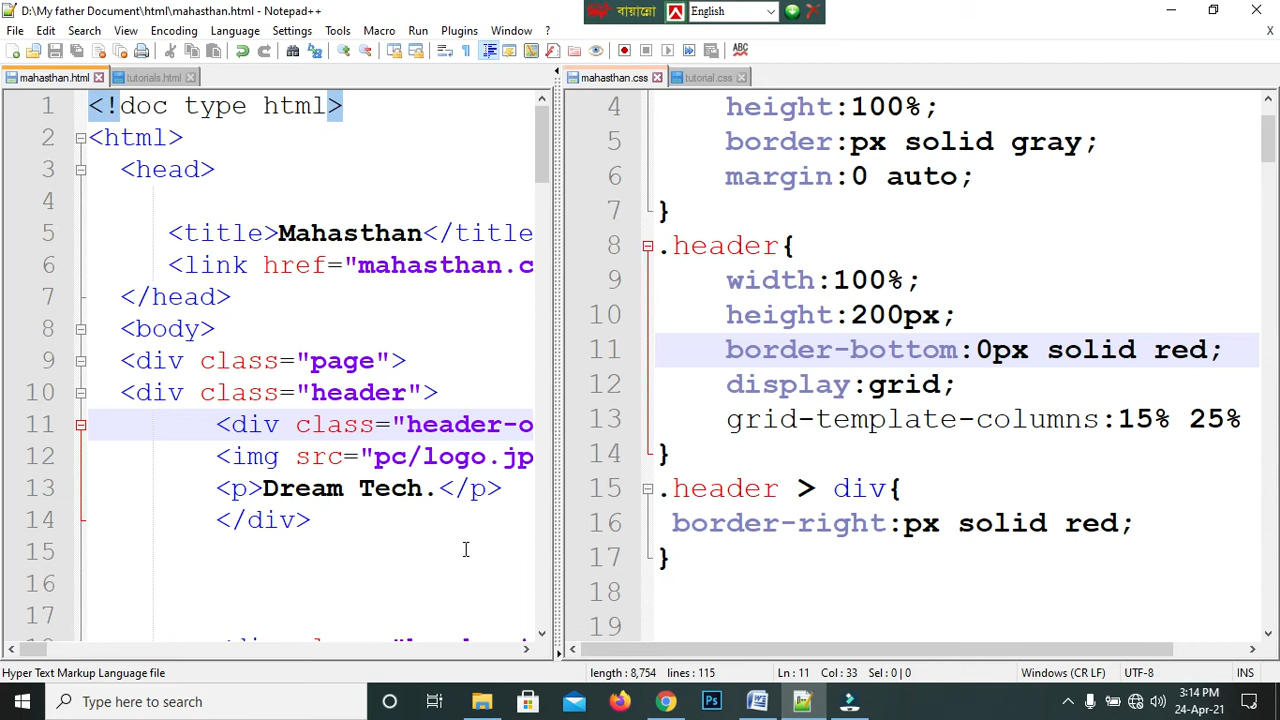 D:\My father Document\html\mahasthan.html - Notepad++
বায়ান্নো English
File Edit Search View Encoding Language Settings Tools Macro Run Plugins Window ? X
mahasthan.html tutorials.html
mahasthan.css tutorial.css
1 <!doc type html>
2 <html>
3 <head>
4
5 <title>Mahasthan</title
6 <link href="mahasthan.c
7 </head>
8 <body>
9 <div class="page">
10 <div class="header">
11 <div class="header-o
12 <img src="pc/logo.jp
13 <p>Dream Tech.</p>
14 </div>
15
16
17
4 height:100%;
5 border:px solid gray;
6 margin:0 auto;
7 }
8 .header{
9 width:100%;
10 height:200px;
11 border-bottom:0px solid red;
12 display:grid;
13 grid-template-columns:15% 25%
14 }
15 .header > div{
16 border-right:px solid red;
17 }
18
19
Hyper Text Markup Language file length : 8,754 lines : 115 Ln : 11 Col : 33 Sel : 0 | 0 Windows (CR LF) UTF-8 INS
Type here to search
3:14 PM
24-Apr-21